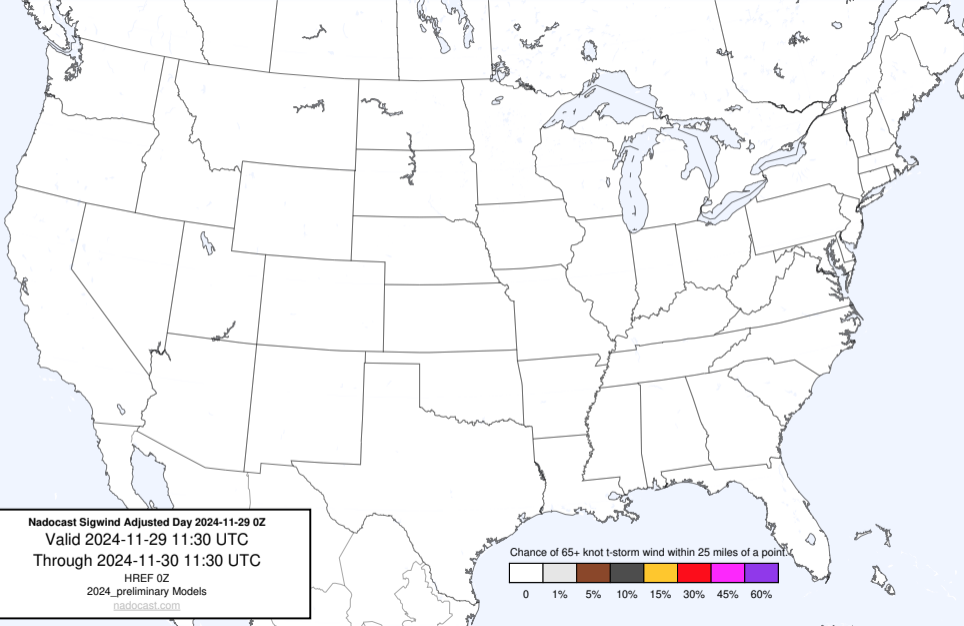 Nadocast Sigwind Adjusted Day 2024-11-29 0Z
Valid 2024-11-29 11:30 UTC
Through 2024-11-30 11:30 UTC
HREF 0Z
2024_preliminary Models
nadocast.com
Chance of 65+ knot t-storm wind within 25 miles of a point.
0 1% 5% 10% 15% 30% 45% 60%